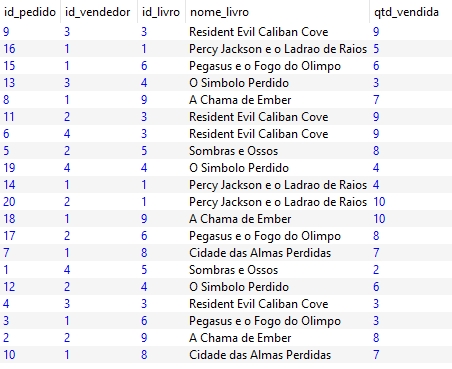 id_pedido id_vendedor id_livro nome_livro qtd_vendida
9 3 3 Resident Evil Caliban Cove 9
16 1 1 Percy Jackson e o Ladrao de Raios 5
15 1 6 Pegasus e o Fogo do Olimpo 6
13 3 4 O Simbolo Perdido 3
8 1 9 A Chama de Ember 7
11 2 3 Resident Evil Caliban Cove 9
6 4 3 Resident Evil Caliban Cove 9
5 2 5 Sombras e Ossos 8
19 4 4 O Simbolo Perdido 4
14 1 1 Percy Jackson e o Ladrao de Raios 4
20 2 1 Percy Jackson e o Ladrao de Raios 10
18 1 9 A Chama de Ember 10
17 2 6 Pegasus e o Fogo do Olimpo 8
7 1 8 Cidade das Almas Perdidas 7
1 4 5 Sombras e Ossos 2
12 2 4 O Simbolo Perdido 6
4 3 3 Resident Evil Caliban Cove 3
3 1 6 Pegasus e o Fogo do Olimpo 3
2 2 9 A Chama de Ember 8
10 1 8 Cidade das Almas Perdidas 7